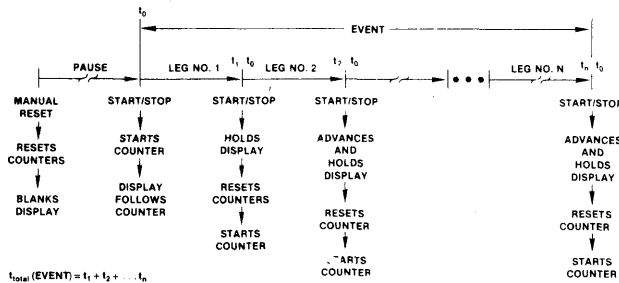 t₀
EVENT
PAUSE
LEG NO. 1
t₁ t₀
LEG NO. 2
t₂ t₀
LEG NO. N
tₙ t₀
MANUAL RESET
RESETS COUNTERS
BLANKS DISPLAY
START/STOP
STARTS COUNTER
DISPLAY FOLLOWS COUNTER
START/STOP
HOLDS DISPLAY
RESETS COUNTERS
STARTS COUNTER
START/STOP
ADVANCES AND HOLDS DISPLAY
RESETS COUNTER
STARTS COUNTER
START/STOP
ADVANCES AND HOLDS DISPLAY
RESETS COUNTER
STARTS COUNTER
t_total (EVENT) = t₁ + t₂ + . . . tₙ